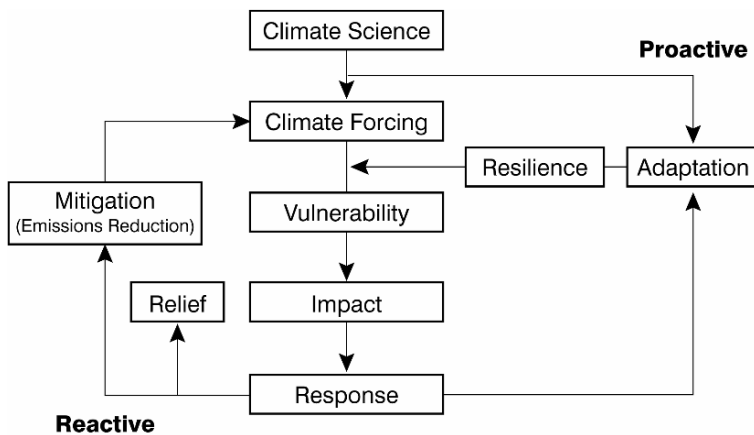 Climate Science
Proactive
Climate Forcing
Resilience
Adaptation
Mitigation
(Emissions Reduction)
Vulnerability
Relief
Impact
Response
Reactive